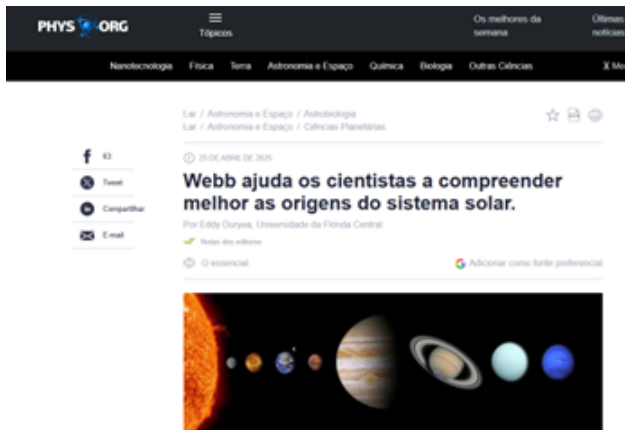 PHYS ORG
Tópicos
Os melhores da semana
Últimas notícias
Nanotecnologia Física Terra Astronomia e Espaço Química Biologia Outras Ciências
Lar / Astronomia e Espaço / Astrobiologia
Lar / Astronomia e Espaço / Ciências Planetárias
63
Tweet
Compartilhar
E-mail
25 DE ABRIL DE 2025
Webb ajuda os cientistas a compreender
melhor as origens do sistema solar.
Por Eddy Duryea, Universidade da Flórida Central
Notas dos editores
O essencial
Adicionar como fonte preferencial